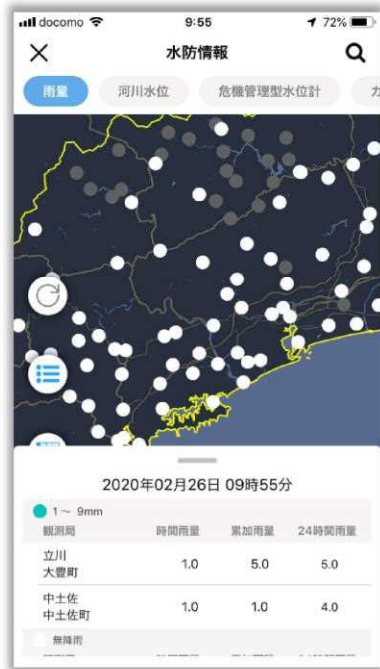 docomo 9:55 72%
水防情報
雨量 河川水位 危機管理型水位計 カ
2020年02月26日 09時55分
1 ~ 9mm
観測局 時間雨量 累加雨量 24時間雨量
立川
大豊町 1.0 5.0 5.0
中土佐
中土佐町 1.0 1.0 4.0
無降雨